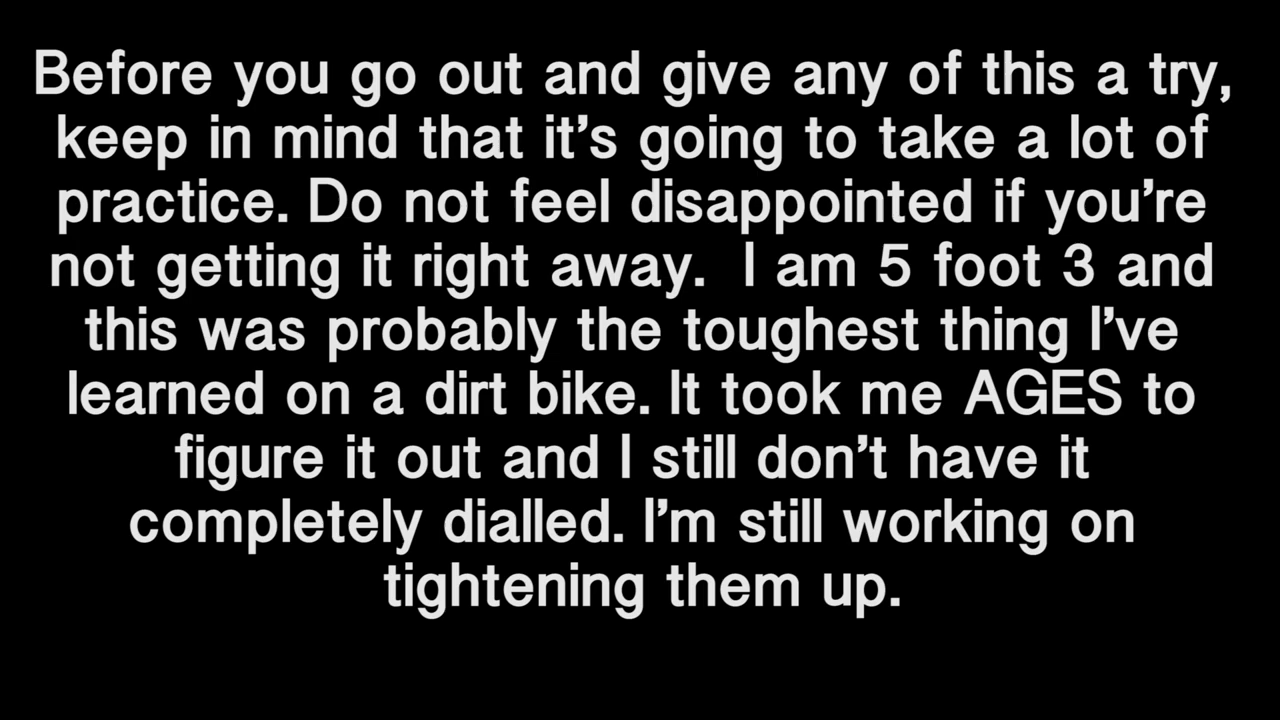 Before you go out and give any of this a try,
keep in mind that it’s going to take a lot of
practice. Do not feel disappointed if you’re
not getting it right away.  I am 5 foot 3 and
this was probably the toughest thing I’ve
learned on a dirt bike. It took me AGES to
figure it out and I still don’t have it
completely dialled. I’m still working on
tightening them up.